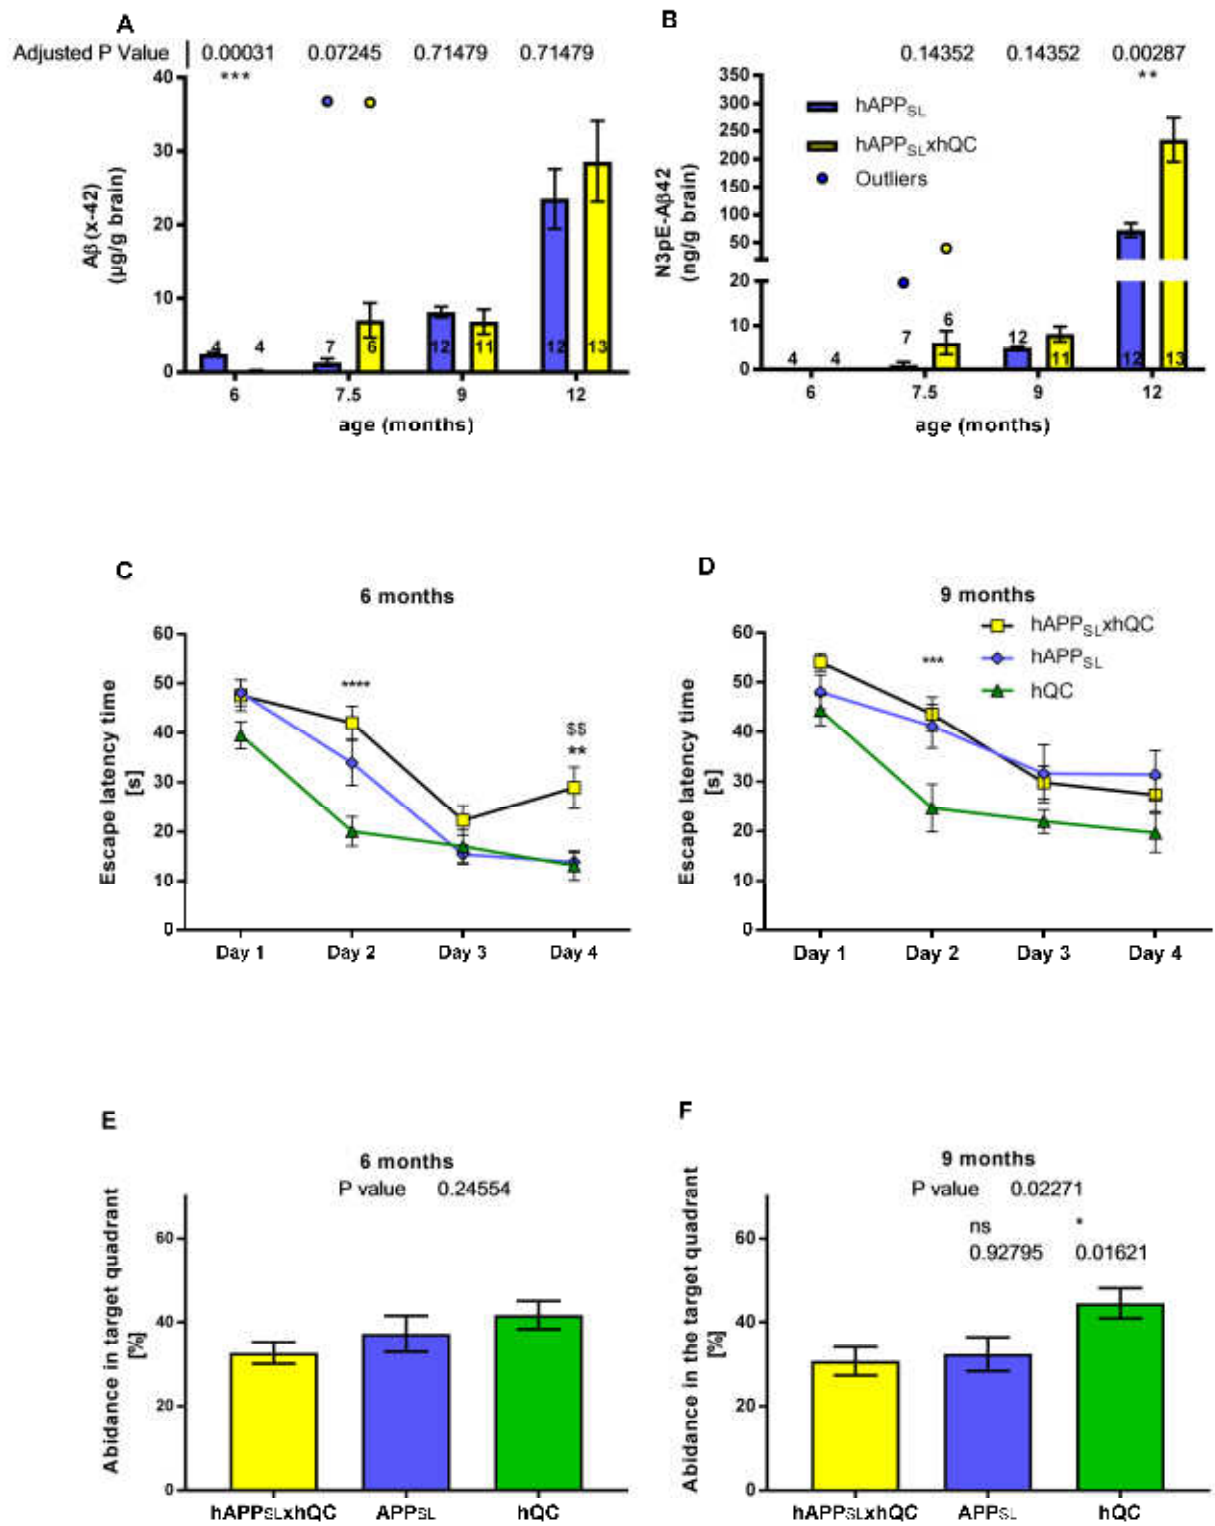 A
Adjusted P Value 0.00031 0.07245 0.71479 0.71479
***
40
30
20
10
0
Aβ (x-42)
(μg/g brain)
4 4 7 6 12 11 12 13
6 7.5 9 12
age (months)
B
0.14352 0.14352 0.00287
**
350
300
250
200
150
100
50
20
10
0
N3pE-Aβ42
(ng/g brain)
hAPPSL
hAPPSLxhQC
Outliers
4 4 7 6 12 11 12 13
6 7.5 9 12
age (months)
C
6 months
60
50
40
30
20
10
0
Escape latency time
[s]
****
$$
**
Day 1 Day 2 Day 3 Day 4
D
9 months
60
50
40
30
20
10
0
Escape latency time
[s]
***
hAPPSLxhQC
hAPPSL
hQC
Day 1 Day 2 Day 3 Day 4
E
6 months
P value 0.24554
60
40
20
0
Abidance in target quadrant
[%]
hAPPSLxhQC APPSL hQC
F
9 months
P value 0.02271
ns *
0.92795 0.01621
60
40
20
0
Abidance in the target quadrant
[%]
hAPPSLxhQC APPSL hQC